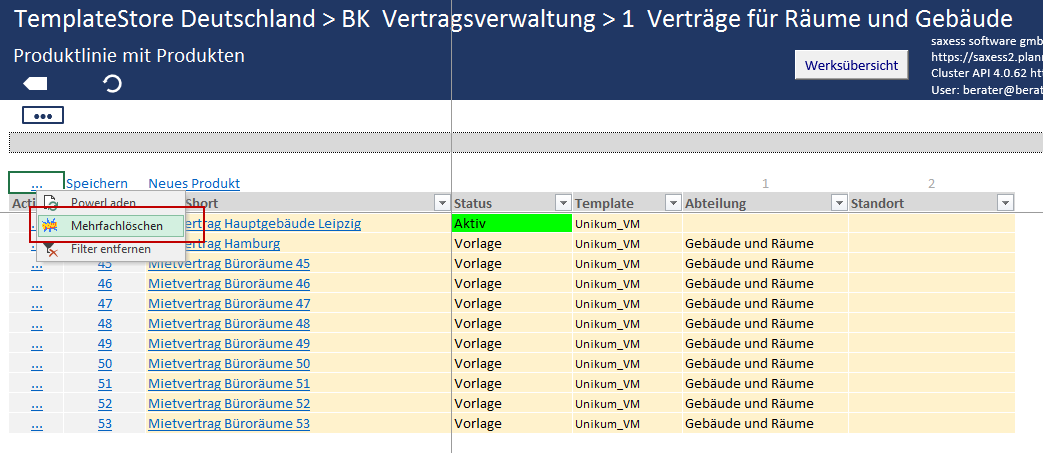 TemplateStore Deutschland > BK Vertragsverwaltung > 1 Verträge für Räume und Gebäude
Produktlinie mit Produkten
Werksübersicht
saxess software gmb
https://saxess2.plann
Cluster API 4.0.62 ht
User: berater@berat
•••
... Speichern Neues Produkt 1 2
Acti Short Status Template Abteilung Standort
PowerLaden
Mehrfachlöschen
Filter entfernen
... vertrag Hauptgebäude Leipzig Aktiv Unikum_VM
... vertrag Hamburg Vorlage Unikum_VM Gebäude und Räume
... 45 Mietvertrag Büroräume 45 Vorlage Unikum_VM Gebäude und Räume
... 46 Mietvertrag Büroräume 46 Vorlage Unikum_VM Gebäude und Räume
... 47 Mietvertrag Büroräume 47 Vorlage Unikum_VM Gebäude und Räume
... 48 Mietvertrag Büroräume 48 Vorlage Unikum_VM Gebäude und Räume
... 49 Mietvertrag Büroräume 49 Vorlage Unikum_VM Gebäude und Räume
... 50 Mietvertrag Büroräume 50 Vorlage Unikum_VM Gebäude und Räume
... 51 Mietvertrag Büroräume 51 Vorlage Unikum_VM Gebäude und Räume
... 52 Mietvertrag Büroräume 52 Vorlage Unikum_VM Gebäude und Räume
... 53 Mietvertrag Büroräume 53 Vorlage Unikum_VM Gebäude und Räume